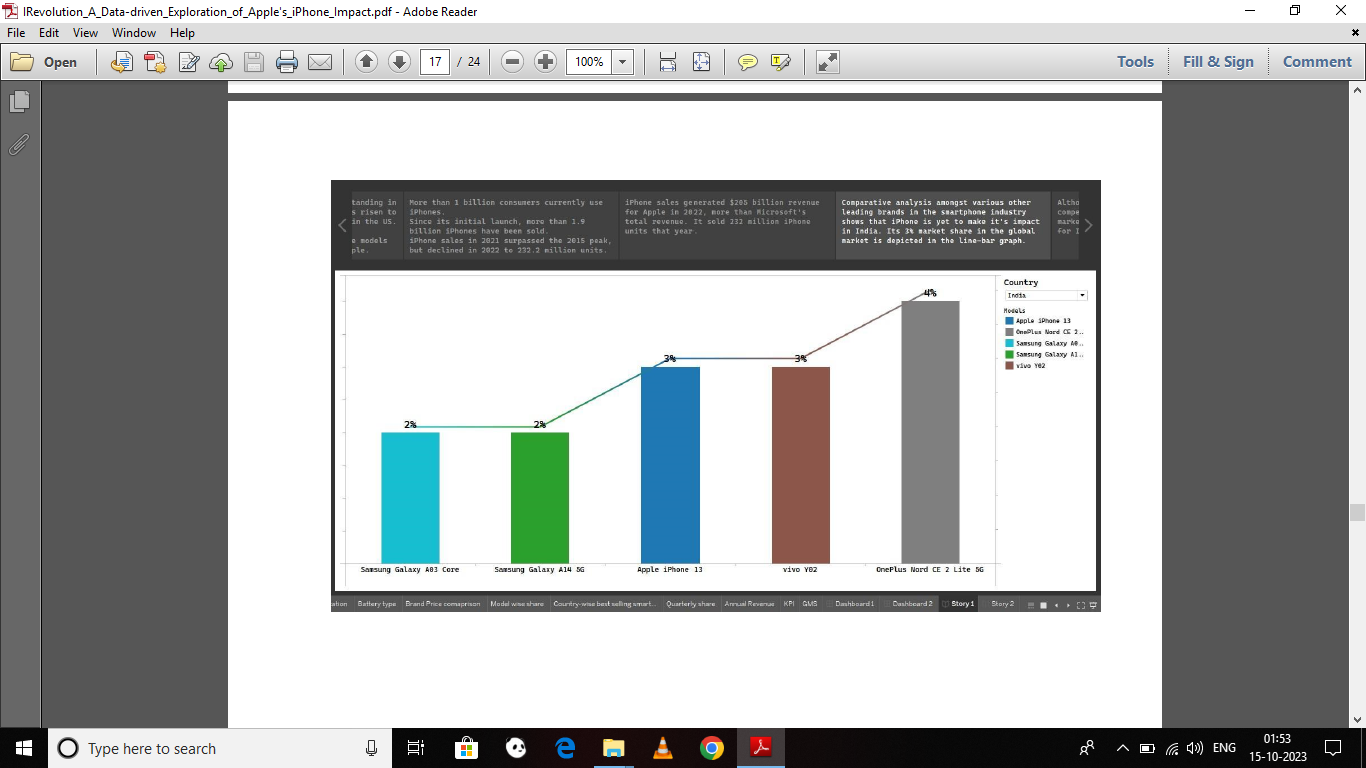 IRevolution_A_Data-driven_Exploration_of_Apple's_iPhone_Impact.pdf - Adobe Reader
File Edit View Window Help
Open 17 / 24 100% Tools Fill & Sign Comment
tanding in
s risen to
in the US.
e models
ple.
More than 1 billion consumers currently use
iPhones.
Since its initial launch, more than 1.9
billion iPhones have been sold.
iPhone sales in 2021 surpassed the 2015 peak,
but declined in 2022 to 232.2 million units.
iPhone sales generated $205 billion revenue
for Apple in 2022, more than Microsoft's
total revenue. It sold 232 million iPhone
units that year.
Comparative analysis amongst various other
leading brands in the smartphone industry
shows that iPhone is yet to make it's impact
in India. Its 3% market share in the global
market is depicted in the line-bar graph.
Altho
compe
marke
for I
2%
2%
3%
3%
4%
Samsung Galaxy A03 Core
Samsung Galaxy A14 5G
Apple iPhone 13
vivo Y02
OnePlus Nord CE 2 Lite 5G
Country
India
Models
Apple iPhone 13
OnePlus Nord CE 2..
Samsung Galaxy A0..
Samsung Galaxy A1..
vivo Y02
ation Battery type Brand Price comaprison Model wise share Country-wise best selling smart... Quarterly share Annual Revenue KPI GMS Dashboard 1 Dashboard 2 Story 1 Story 2
Type here to search
ENG
01:53
15-10-2023